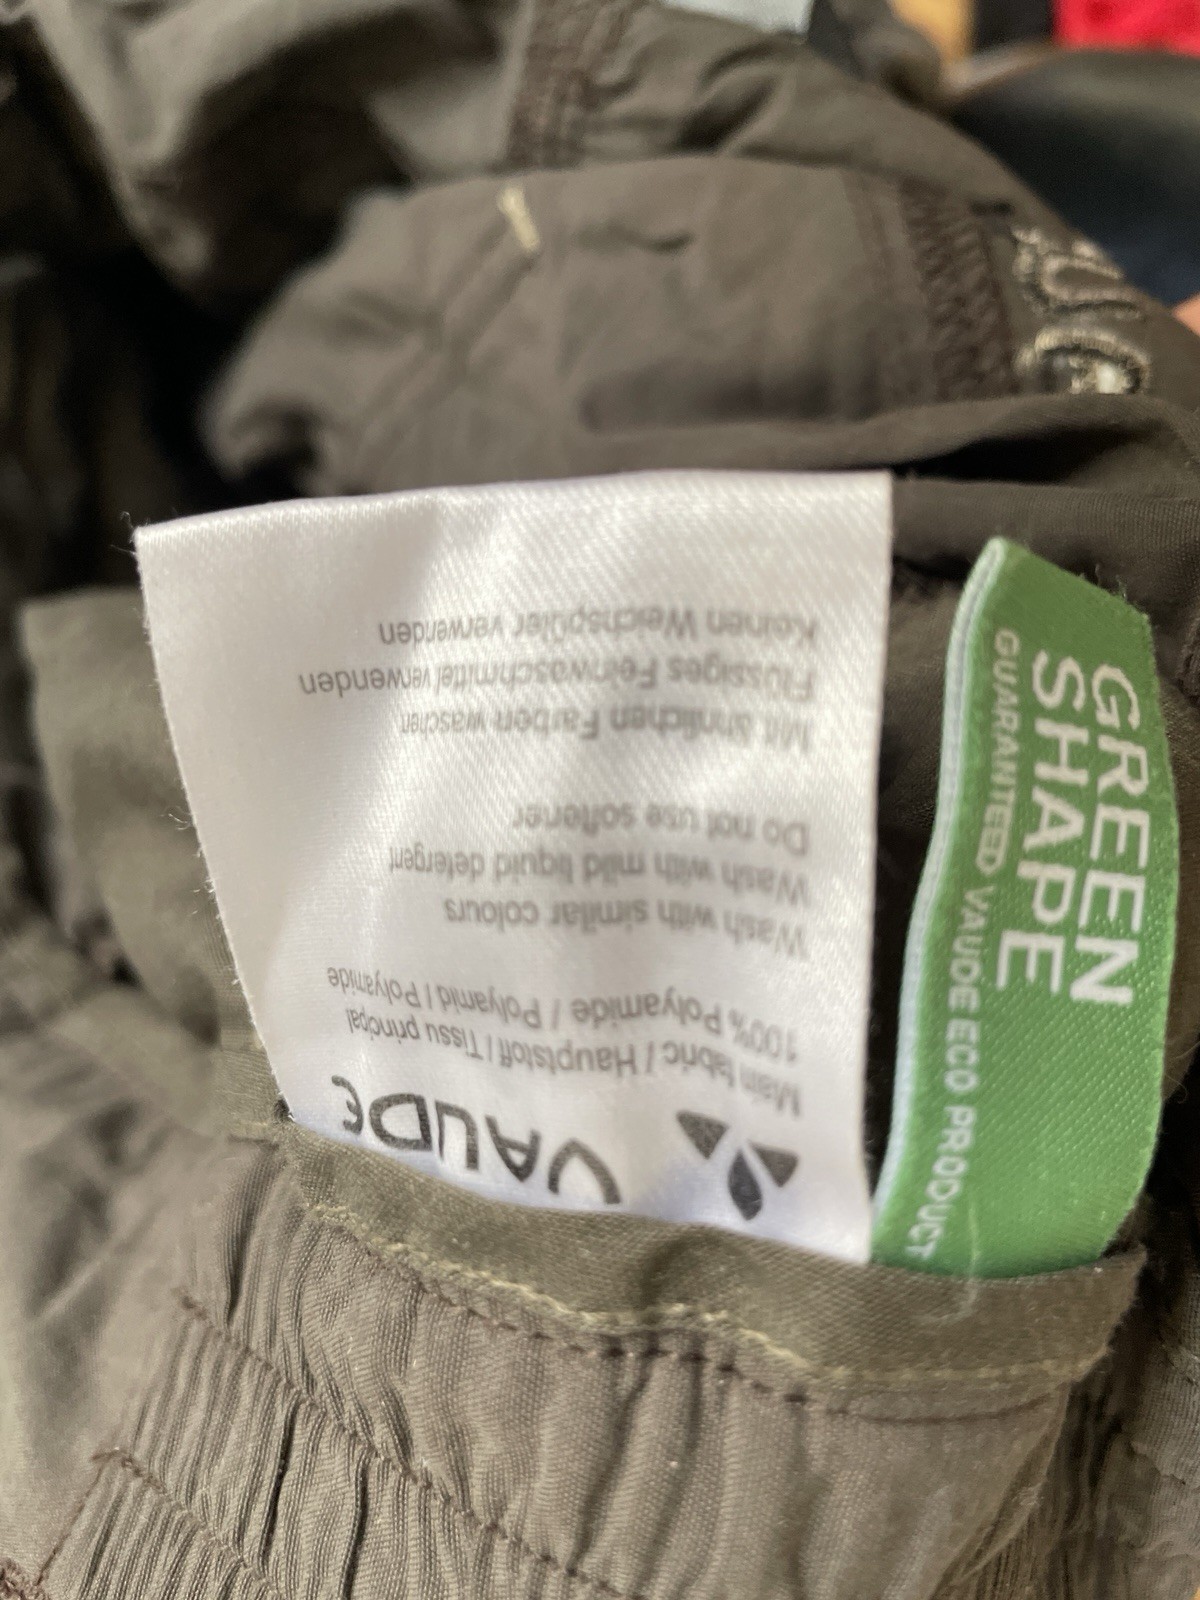 VAUDE
Main fabric / Hauptstoff / Tissu principal
100% Polyamide / Polyamid / Polyamide
Wash with similar colours
Wash with mild liquid detergent
Do not use softener
Mit ähnlichen Farben waschen
Flüssiges Feinwaschmittel verwenden
Keinen Weichspüler verwenden
GREEN
SHAPE
GUARANTEED VAUDE ECO PRODUCT